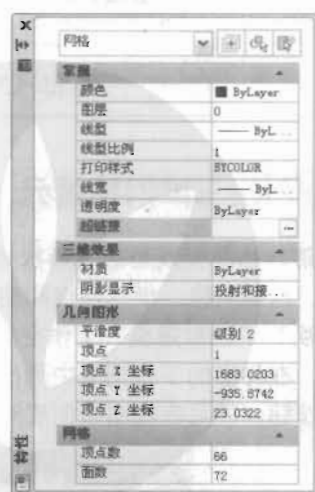 网格
常规
颜色 ByLayer
图层 0
线型 ByL...
线型比例 1
打印样式 BYCOLOR
线宽 ByL...
透明度 ByLayer
超链接
三维效果
材质 ByLayer
阴影显示 投射和接...
几何图形
平滑度 级别 2
顶点 1
顶点 X 坐标 1683.0203
顶点 Y 坐标 -935.8742
顶点 Z 坐标 23.0322
网格
顶点数 66
面数 72
特性